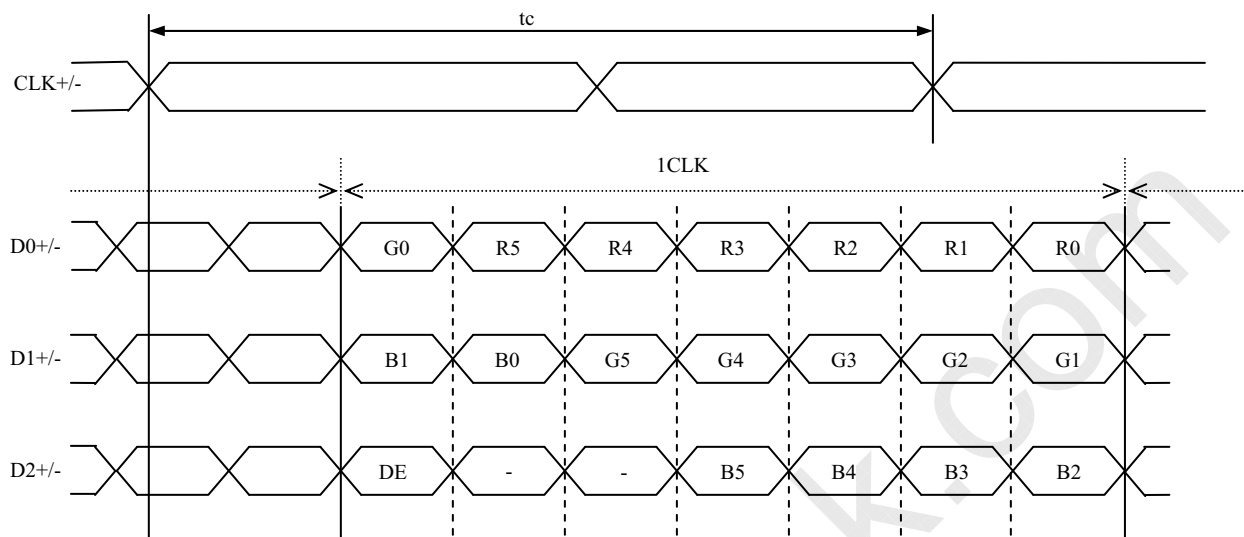 tc
CLK+/-
1CLK
D0+/- G0 R5 R4 R3 R2 R1 R0
D1+/- B1 B0 G5 G4 G3 G2 G1
D2+/- DE - - B5 B4 B3 B2
k.com